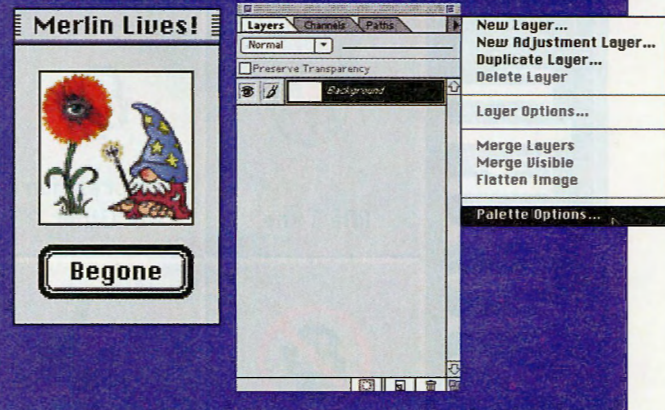 Merlin Lives!
Begone
Layers Channels Paths
Normal
Preserve Transparency
Background
New Layer...
New Adjustment Layer...
Duplicate Layer...
Delete Layer
Layer Options...
Merge Layers
Merge Visible
Flatten Image
Palette Options...